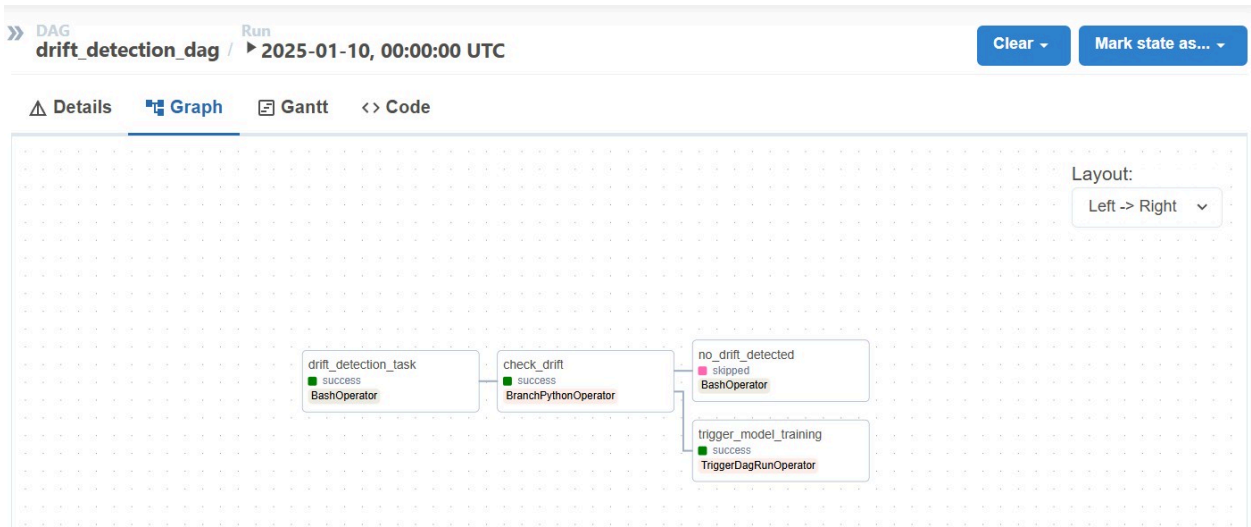 DAG
drift_detection_dag /
Run
2025-01-10, 00:00:00 UTC
Clear
Mark state as...
Details
Graph
Gantt
<> Code
Layout:
Left -> Right
drift_detection_task
success
BashOperator
check_drift
success
BranchPythonOperator
no_drift_detected
skipped
BashOperator
trigger_model_training
success
TriggerDagRunOperator